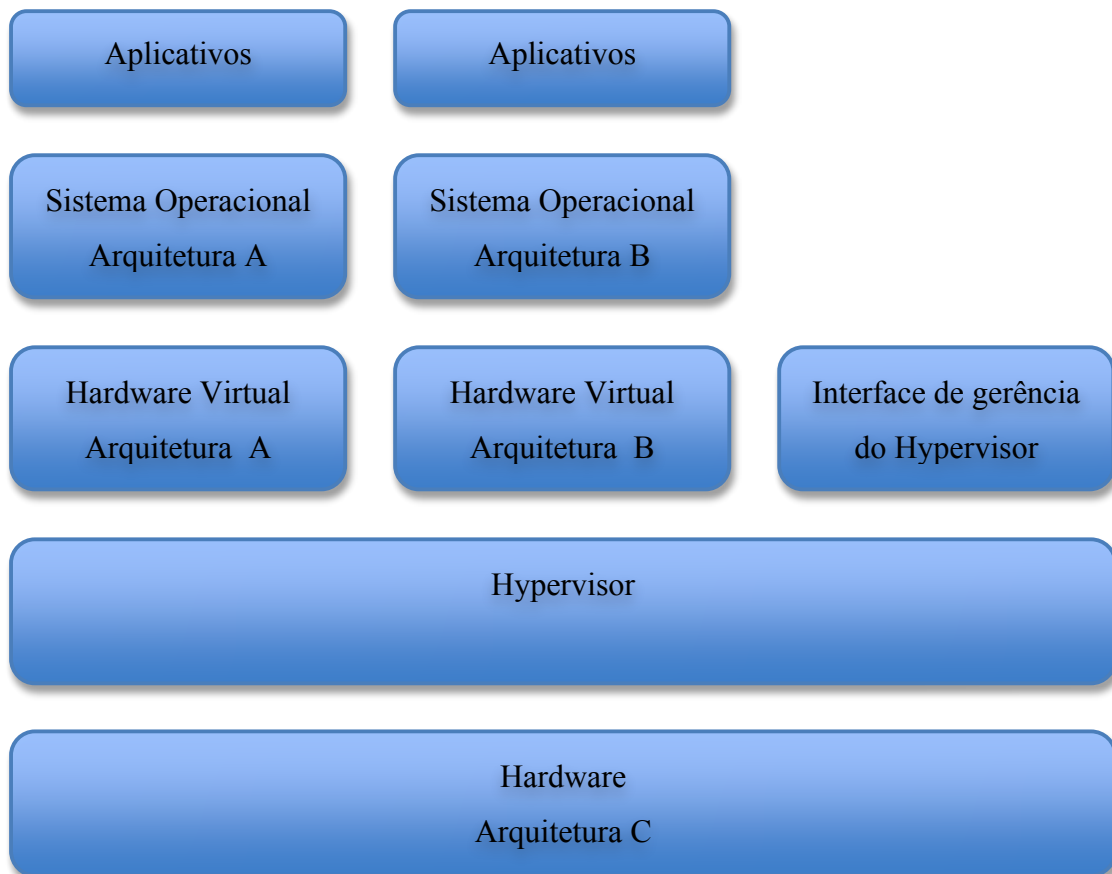 Aplicativos
Aplicativos
Sistema Operacional
Arquitetura A
Sistema Operacional
Arquitetura B
Hardware Virtual
Arquitetura A
Hardware Virtual
Arquitetura B
Interface de gerência
do Hypervisor
Hypervisor
Hardware
Arquitetura C